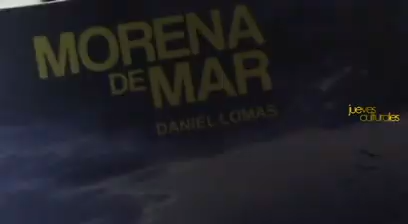 MORENA
DE MAR
DANIEL LOMAS
jueves
culturales